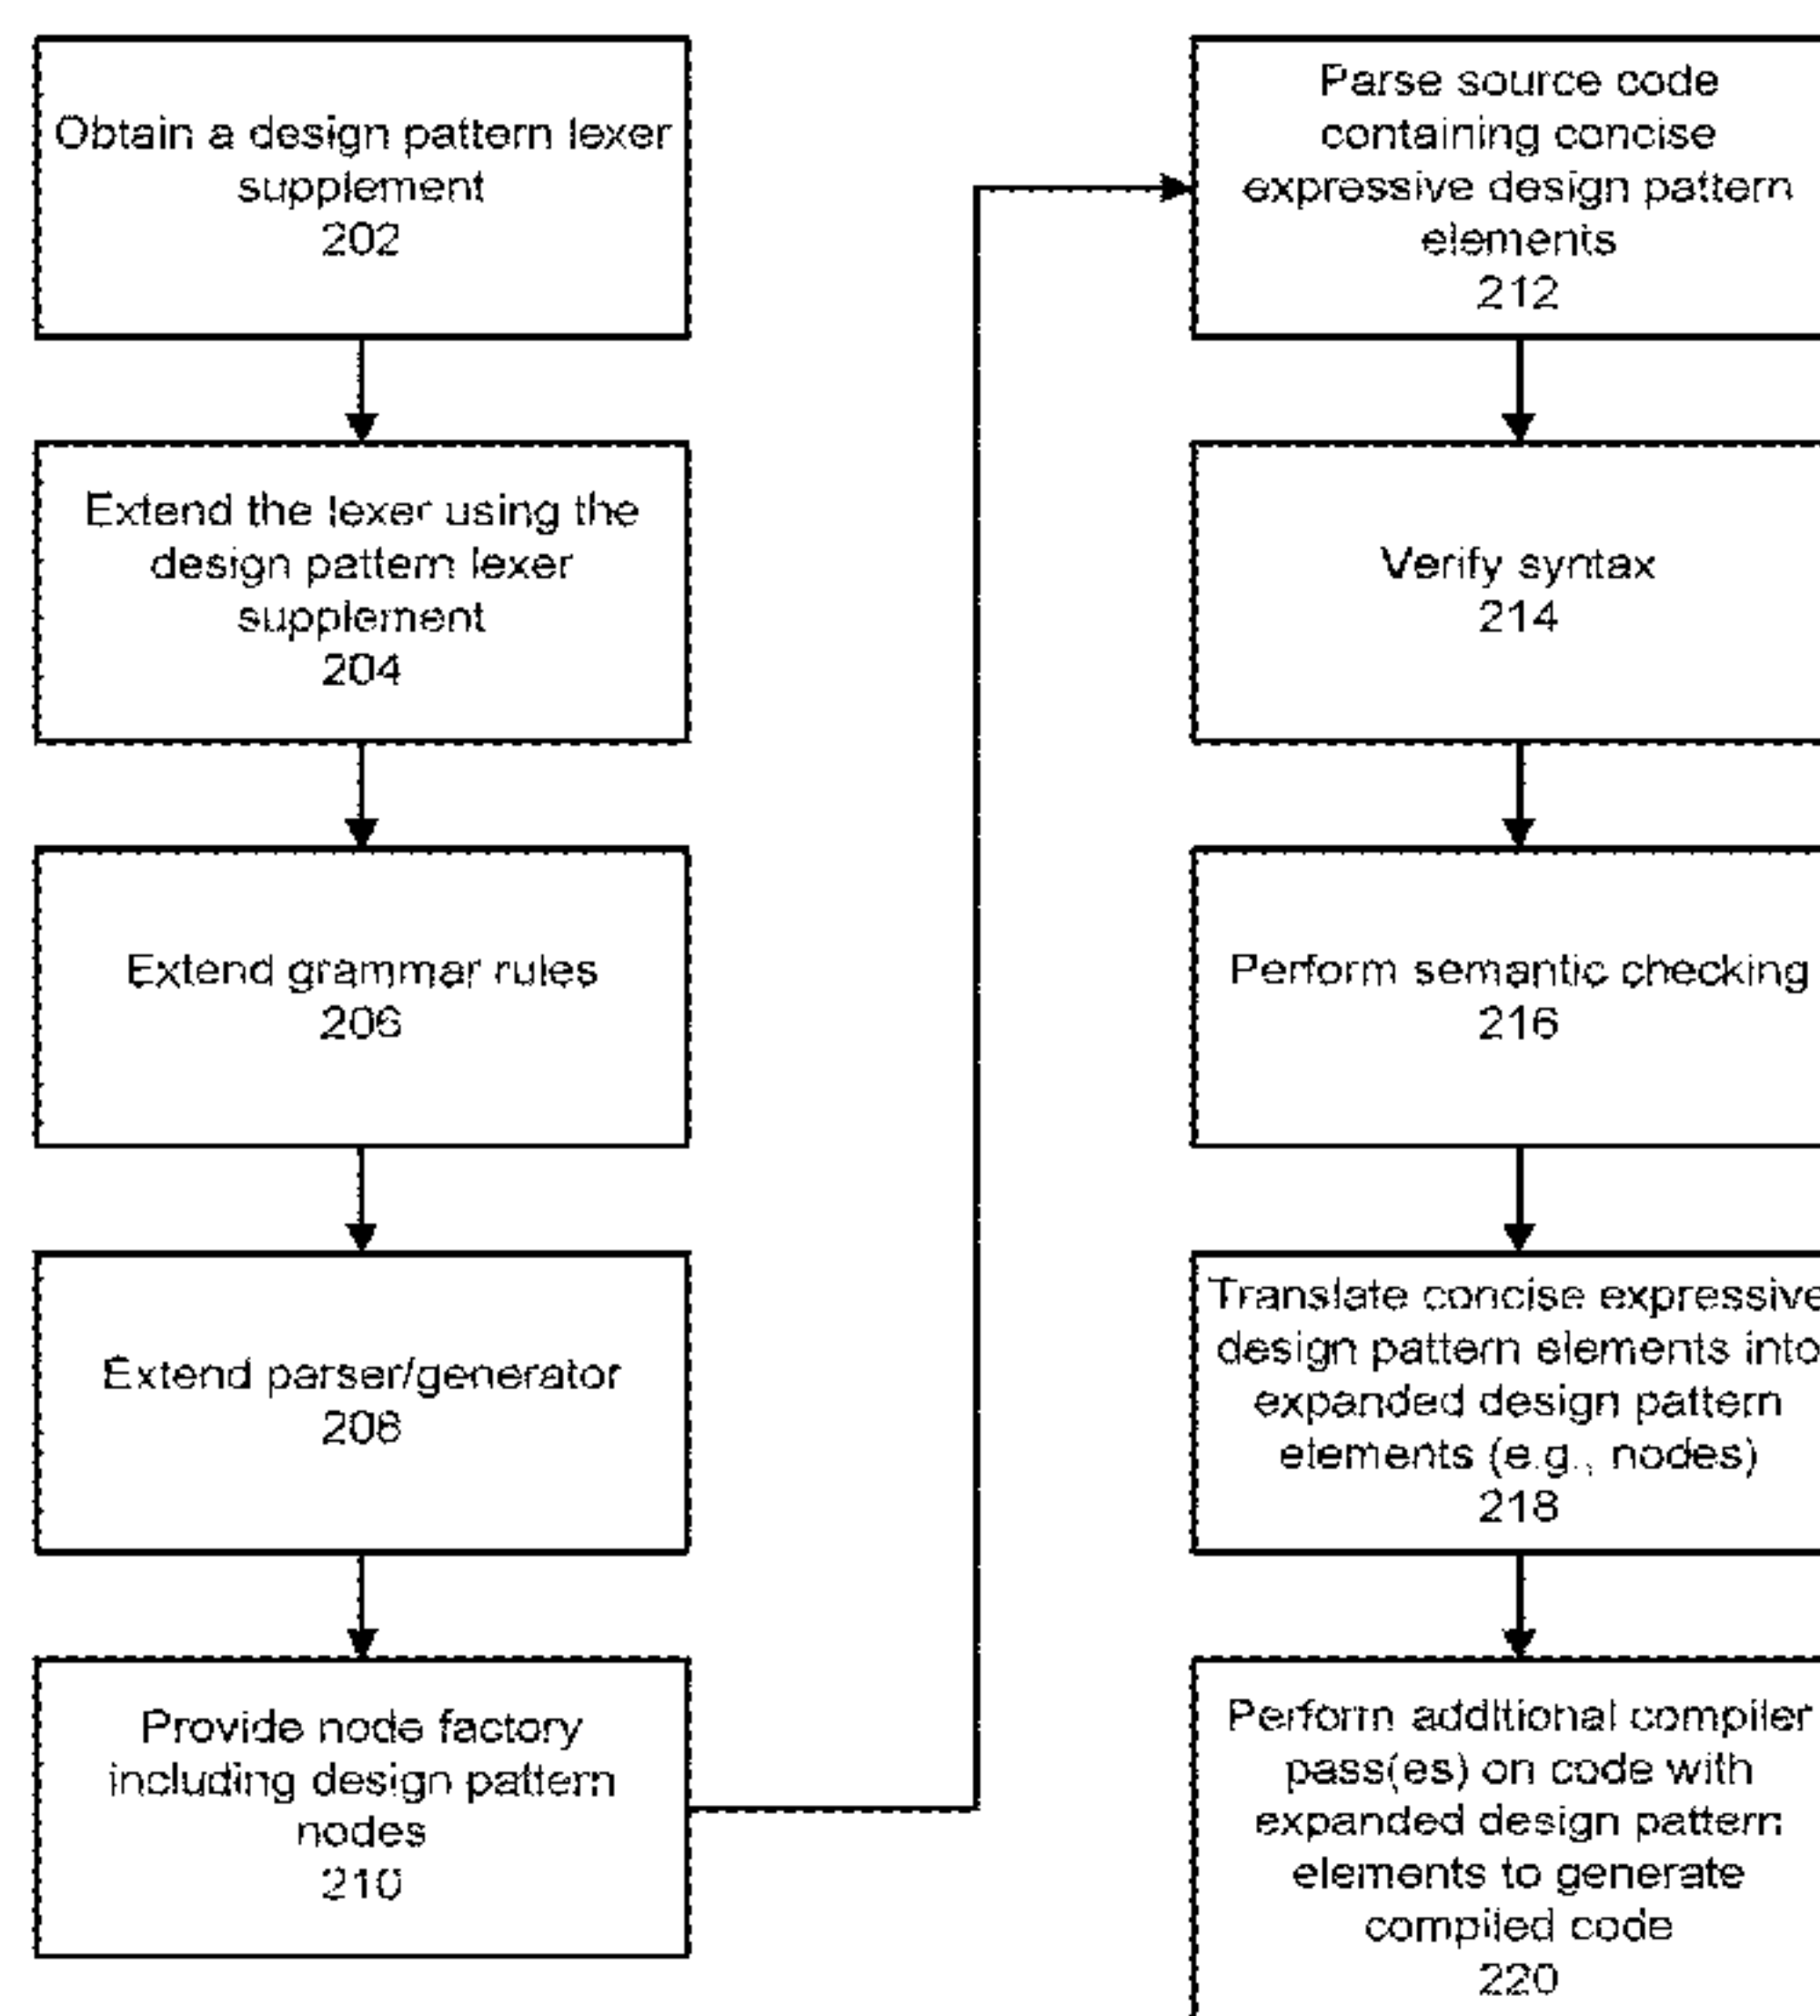 Obtain a design pattern lexer
supplement
202
Extend the lexer using the
design pattern lexer
supplement
204
Extend grammar rules
206
Extend parser/generator
208
Provide node factory
including design pattern
nodes
210
Parse source code
containing concise
expressive design pattern
elements
212
Verify syntax
214
Perform semantic checking
216
Translate concise expressive
design pattern elements into
expanded design pattern
elements (e.g., nodes)
218
Perform additional compiler
pass(es) on code with
expanded design pattern
elements to generate
compiled code
220